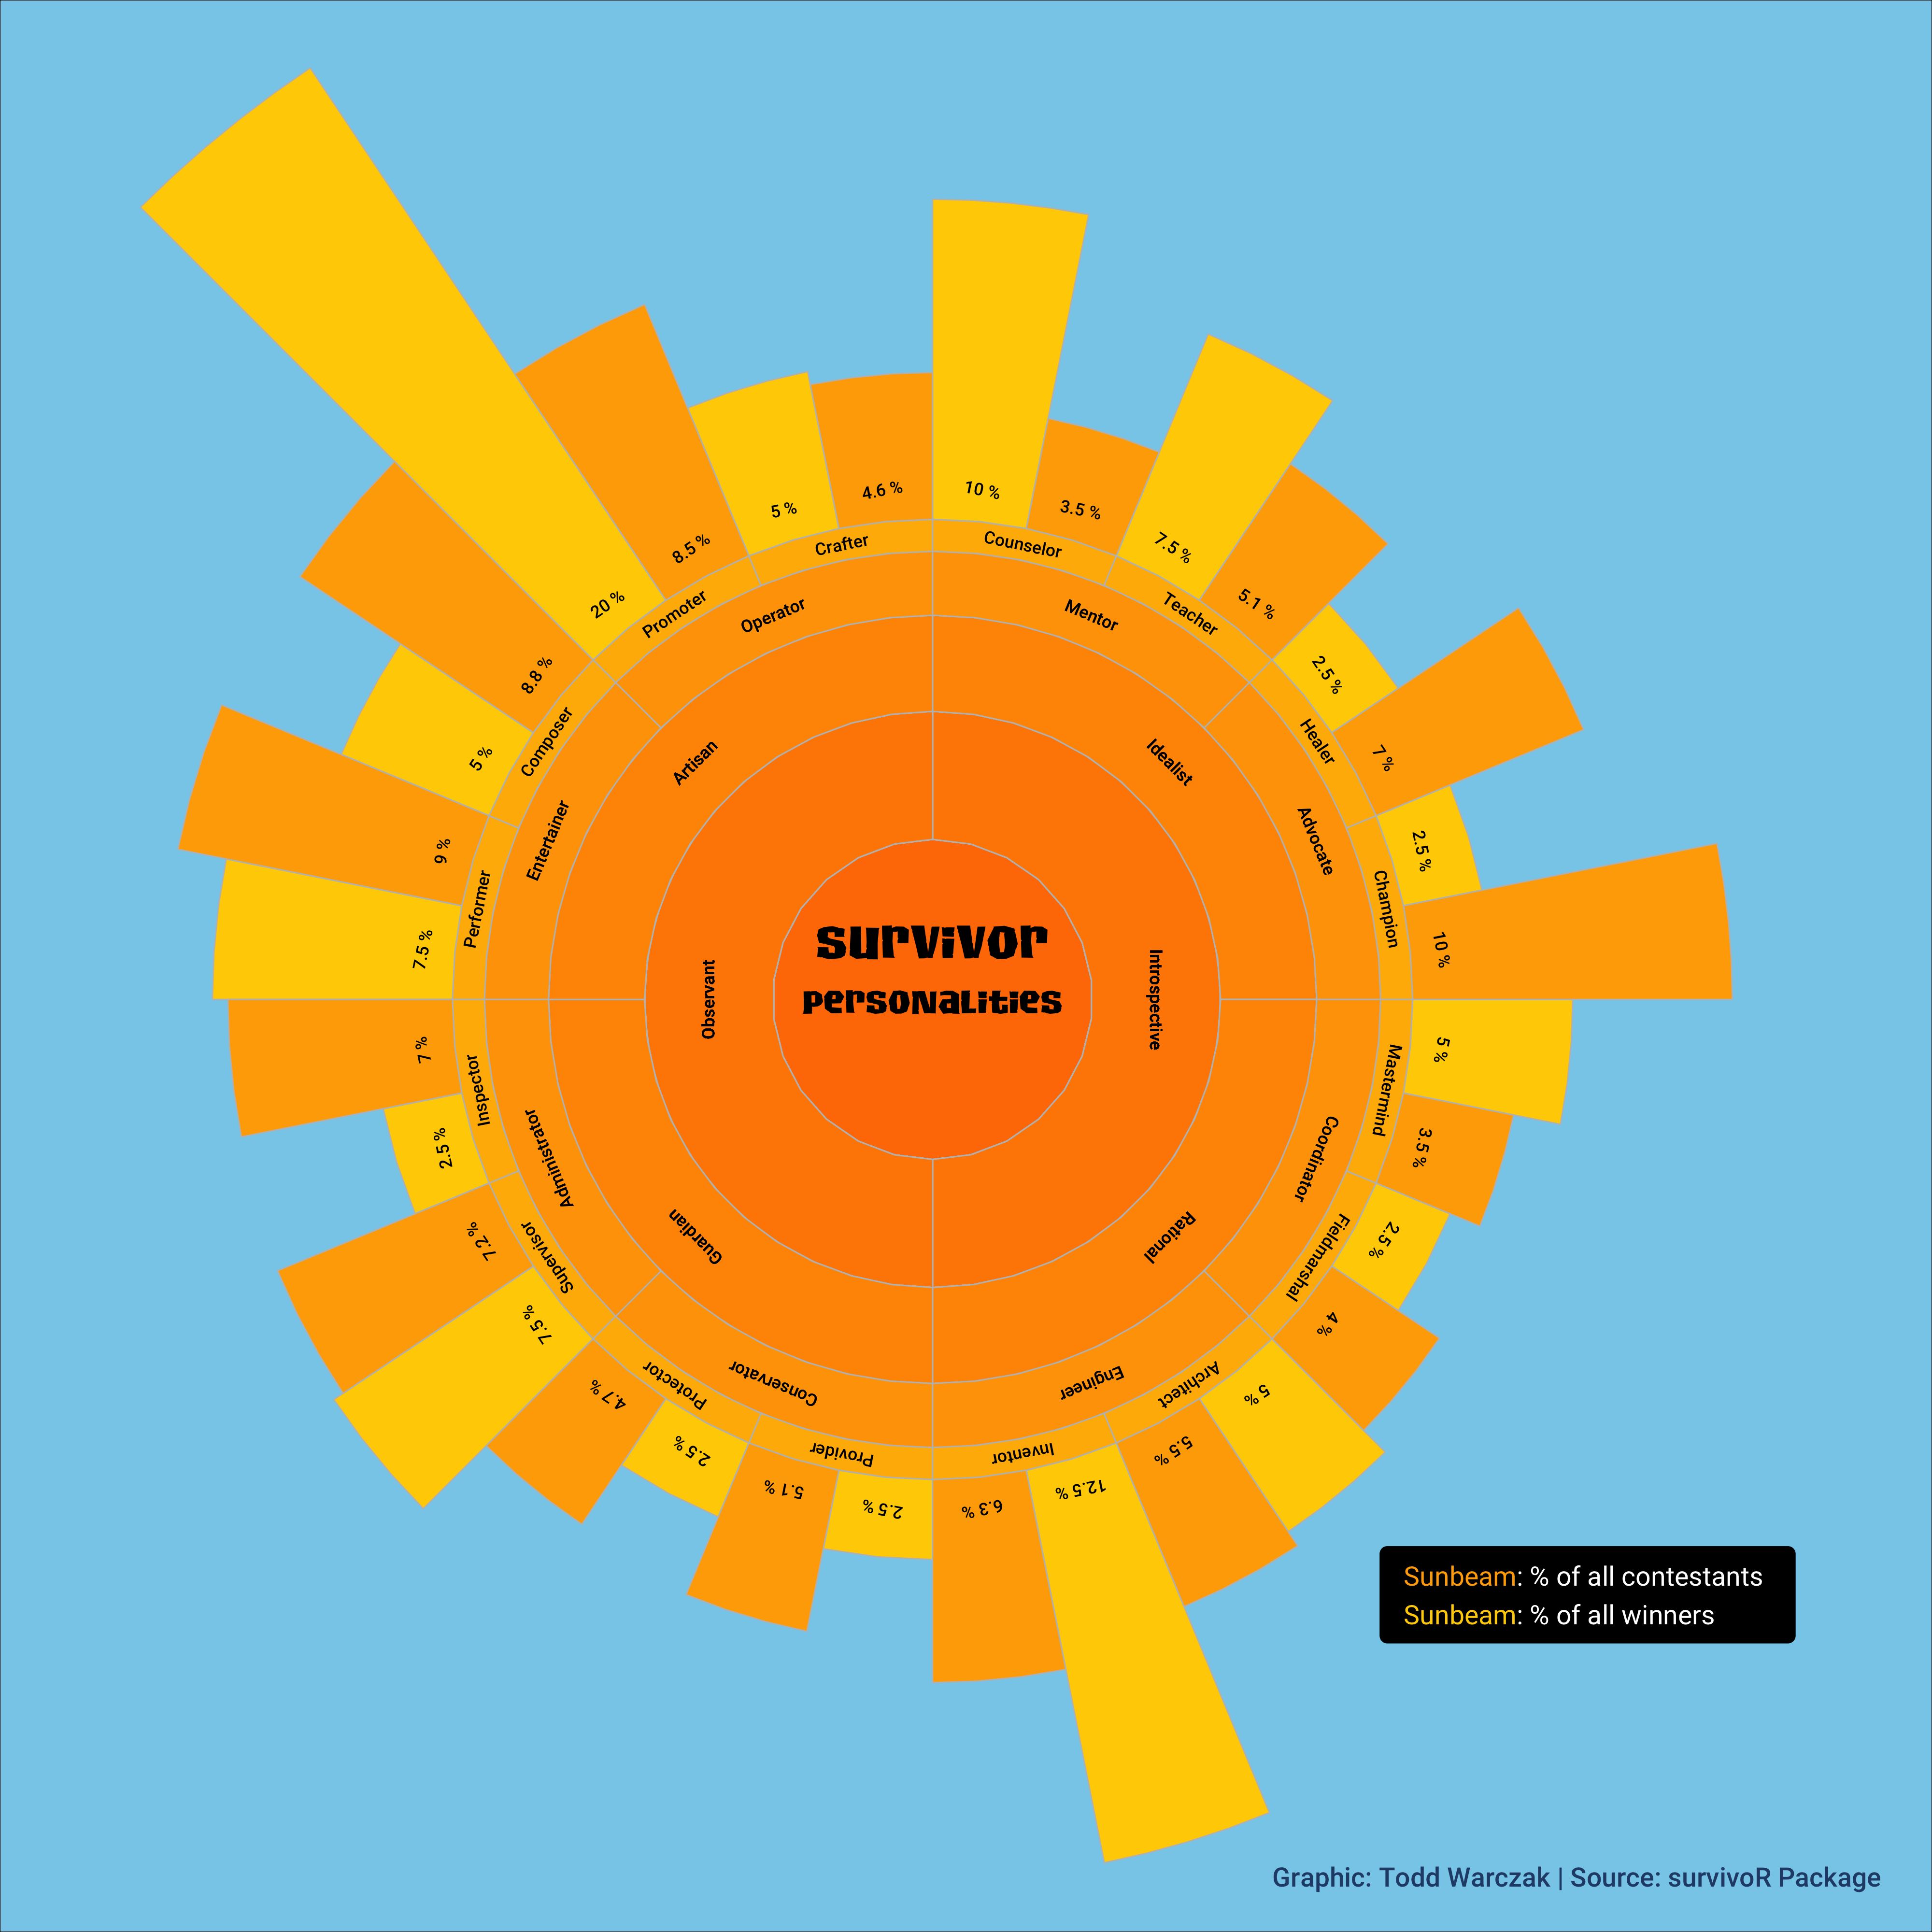 survivor
personalities
Introspective
Observant
Idealist
Rational
Guardian
Artisan
Mentor
Advocate
Coordinator
Engineer
Conservator
Administrator
Entertainer
Operator
Counselor
Teacher
Healer
Champion
Mastermind
Fieldmarshal
Architect
Inventor
Provider
Protector
Supervisor
Inspector
Performer
Composer
Promoter
Crafter
10 %
3.5 %
7.5 %
5.1 %
2.5 %
7 %
2.5 %
10 %
5 %
3.5 %
2.5 %
4 %
5 %
5.5 %
12.5 %
6.3 %
2.5 %
5.1 %
2.5 %
4.7 %
7.5 %
7.2 %
2.5 %
7 %
7.5 %
9 %
5 %
8.8 %
20 %
8.5 %
5 %
4.6 %
Sunbeam: % of all contestants
Sunbeam: % of all winners
Graphic: Todd Warczak | Source: survivoR Package